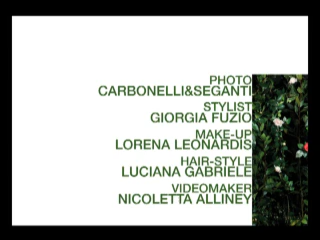 PHOTO
CARBONELLI&SEGANTI
STYLIST
GIORGIA FUZIO
MAKE-UP
LORENA LEONARDIS
HAIR-STYLE
LUCIANA GABRIELE
VIDEOMAKER
NICOLETTA ALLINEY